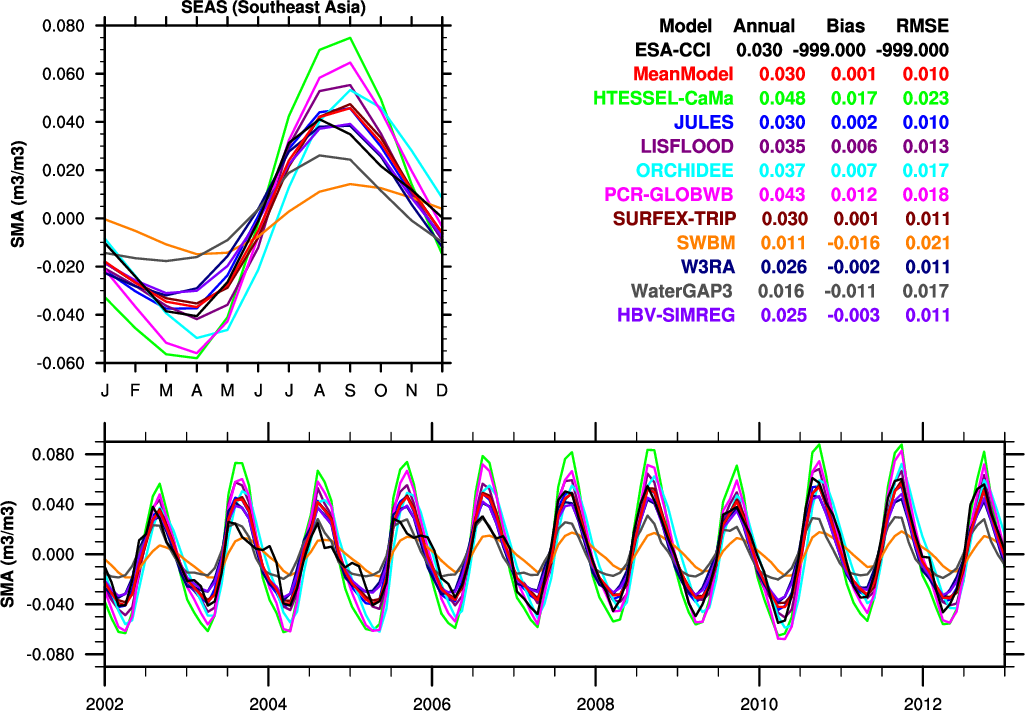 SEAS (Southeast Asia)
0.080
0.060
0.040
0.020
0.000
-0.020
-0.040
-0.060
SMA (m3/m3)
J F M A M J J A S O N D
Model Annual Bias RMSE
ESA-CCI 0.030 -999.000 -999.000
MeanModel 0.030 0.001 0.010
HTESSEL-CaMa 0.048 0.017 0.023
JULES 0.030 0.002 0.010
LISFLOOD 0.035 0.006 0.013
ORCHIDEE 0.037 0.007 0.017
PCR-GLOBWB 0.043 0.012 0.018
SURFEX-TRIP 0.030 0.001 0.011
SWBM 0.011 -0.016 0.021
W3RA 0.026 -0.002 0.011
WaterGAP3 0.016 -0.011 0.017
HBV-SIMREG 0.025 -0.003 0.011
0.080
0.040
0.000
-0.040
-0.080
SMA (m3/m3)
2002 2004 2006 2008 2010 2012